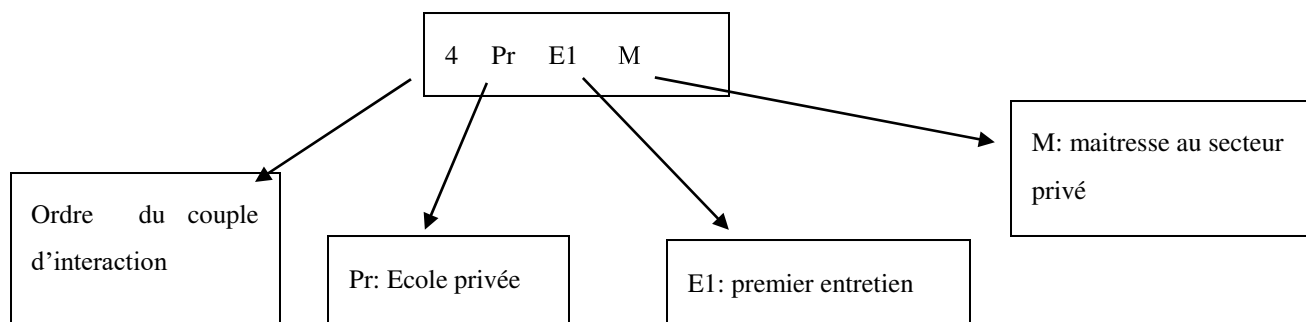 4 Pr E1 M
M: maitresse au secteur
privé
Ordre du couple
d’interaction
Pr: Ecole privée
E1: premier entretien